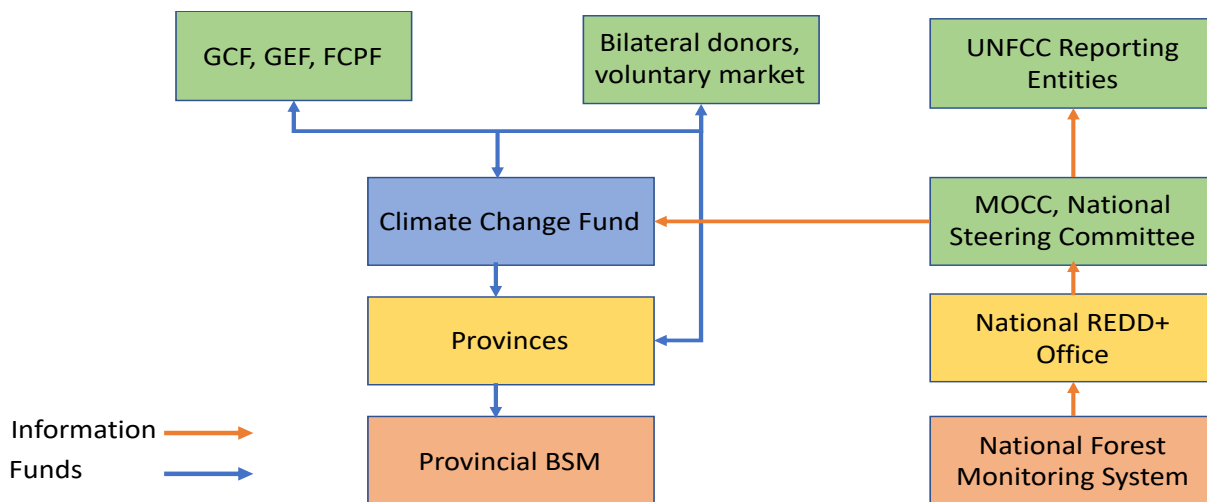 GCF, GEF, FCPF
Bilateral donors,
voluntary market
UNFCC Reporting
Entities
Climate Change Fund
MOCC, National
Steering Committee
Provinces
National REDD+
Office
Information
Funds
Provincial BSM
National Forest
Monitoring System